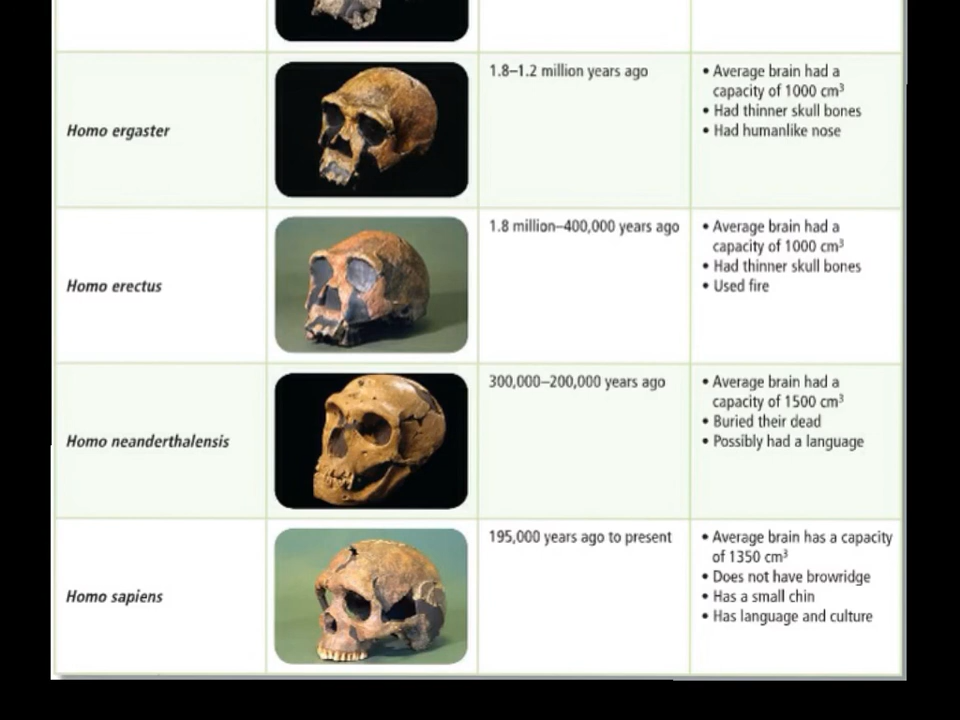 Homo ergaster
1.8–1.2 million years ago
• Average brain had a
capacity of 1000 cm³
• Had thinner skull bones
• Had humanlike nose
Homo erectus
1.8 million–400,000 years ago
• Average brain had a
capacity of 1000 cm³
• Had thinner skull bones
• Used fire
Homo neanderthalensis
300,000–200,000 years ago
• Average brain had a
capacity of 1500 cm³
• Buried their dead
• Possibly had a language
Homo sapiens
195,000 years ago to present
• Average brain has a capacity
of 1350 cm³
• Does not have browridge
• Has a small chin
• Has language and culture